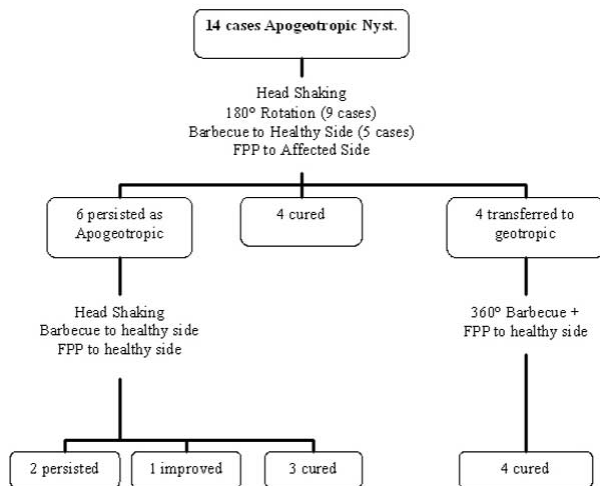 14 cases Apogeotropic Nyst.
Head Shaking
180° Rotation (9 cases)
Barbecue to Healthy Side (5 cases)
FPP to Affected Side
6 persisted as
Apogeotropic
4 cured
4 transferred to
geotropic
Head Shaking
Barbecue to healthy side
FPP to healthy side
360° Barbecue +
FPP to healthy side
2 persisted
1 improved
3 cured
4 cured